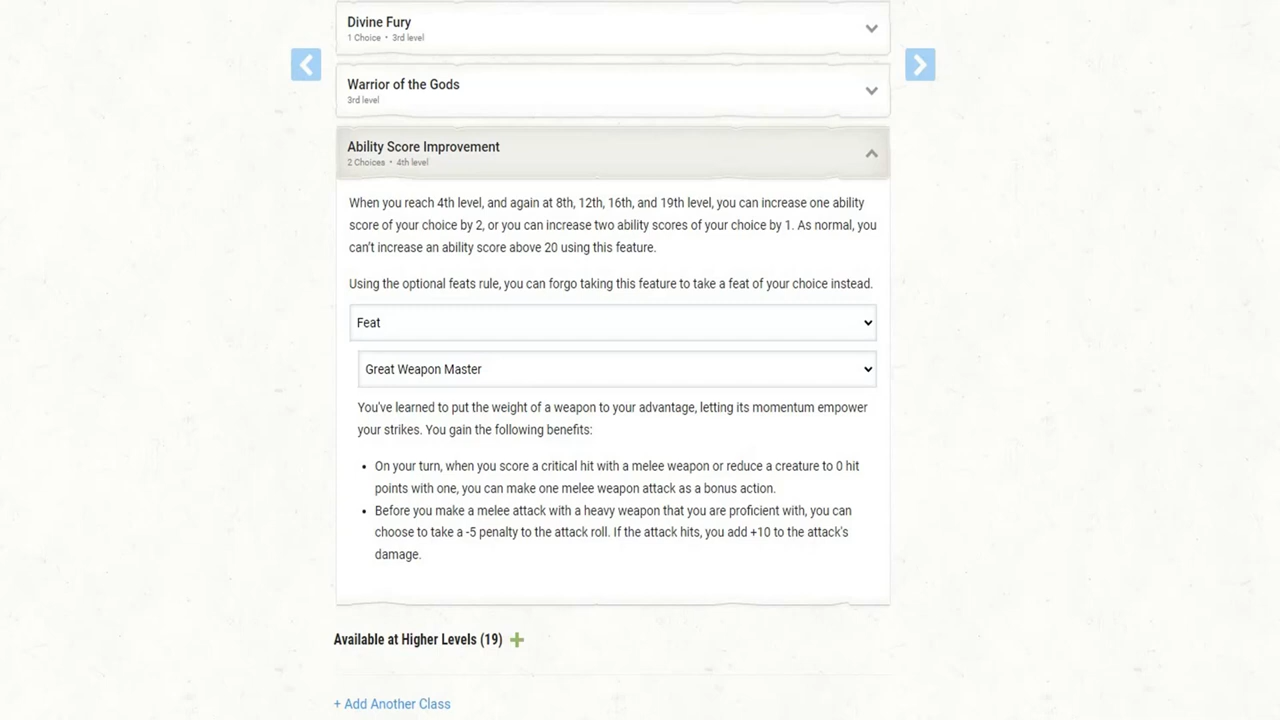 Divine Fury
1 Choice • 3rd level
Warrior of the Gods
3rd level
Ability Score Improvement
2 Choices • 4th level
When you reach 4th level, and again at 8th, 12th, 16th, and 19th level, you can increase one ability
score of your choice by 2, or you can increase two ability scores of your choice by 1. As normal, you
can't increase an ability score above 20 using this feature.
Using the optional feats rule, you can forgo taking this feature to take a feat of your choice instead.
Feat
Great Weapon Master
You've learned to put the weight of a weapon to your advantage, letting its momentum empower
your strikes. You gain the following benefits:
• On your turn, when you score a critical hit with a melee weapon or reduce a creature to 0 hit
points with one, you can make one melee weapon attack as a bonus action.
• Before you make a melee attack with a heavy weapon that you are proficient with, you can
choose to take a -5 penalty to the attack roll. If the attack hits, you add +10 to the attack's
damage.
Available at Higher Levels (19) +
+ Add Another Class